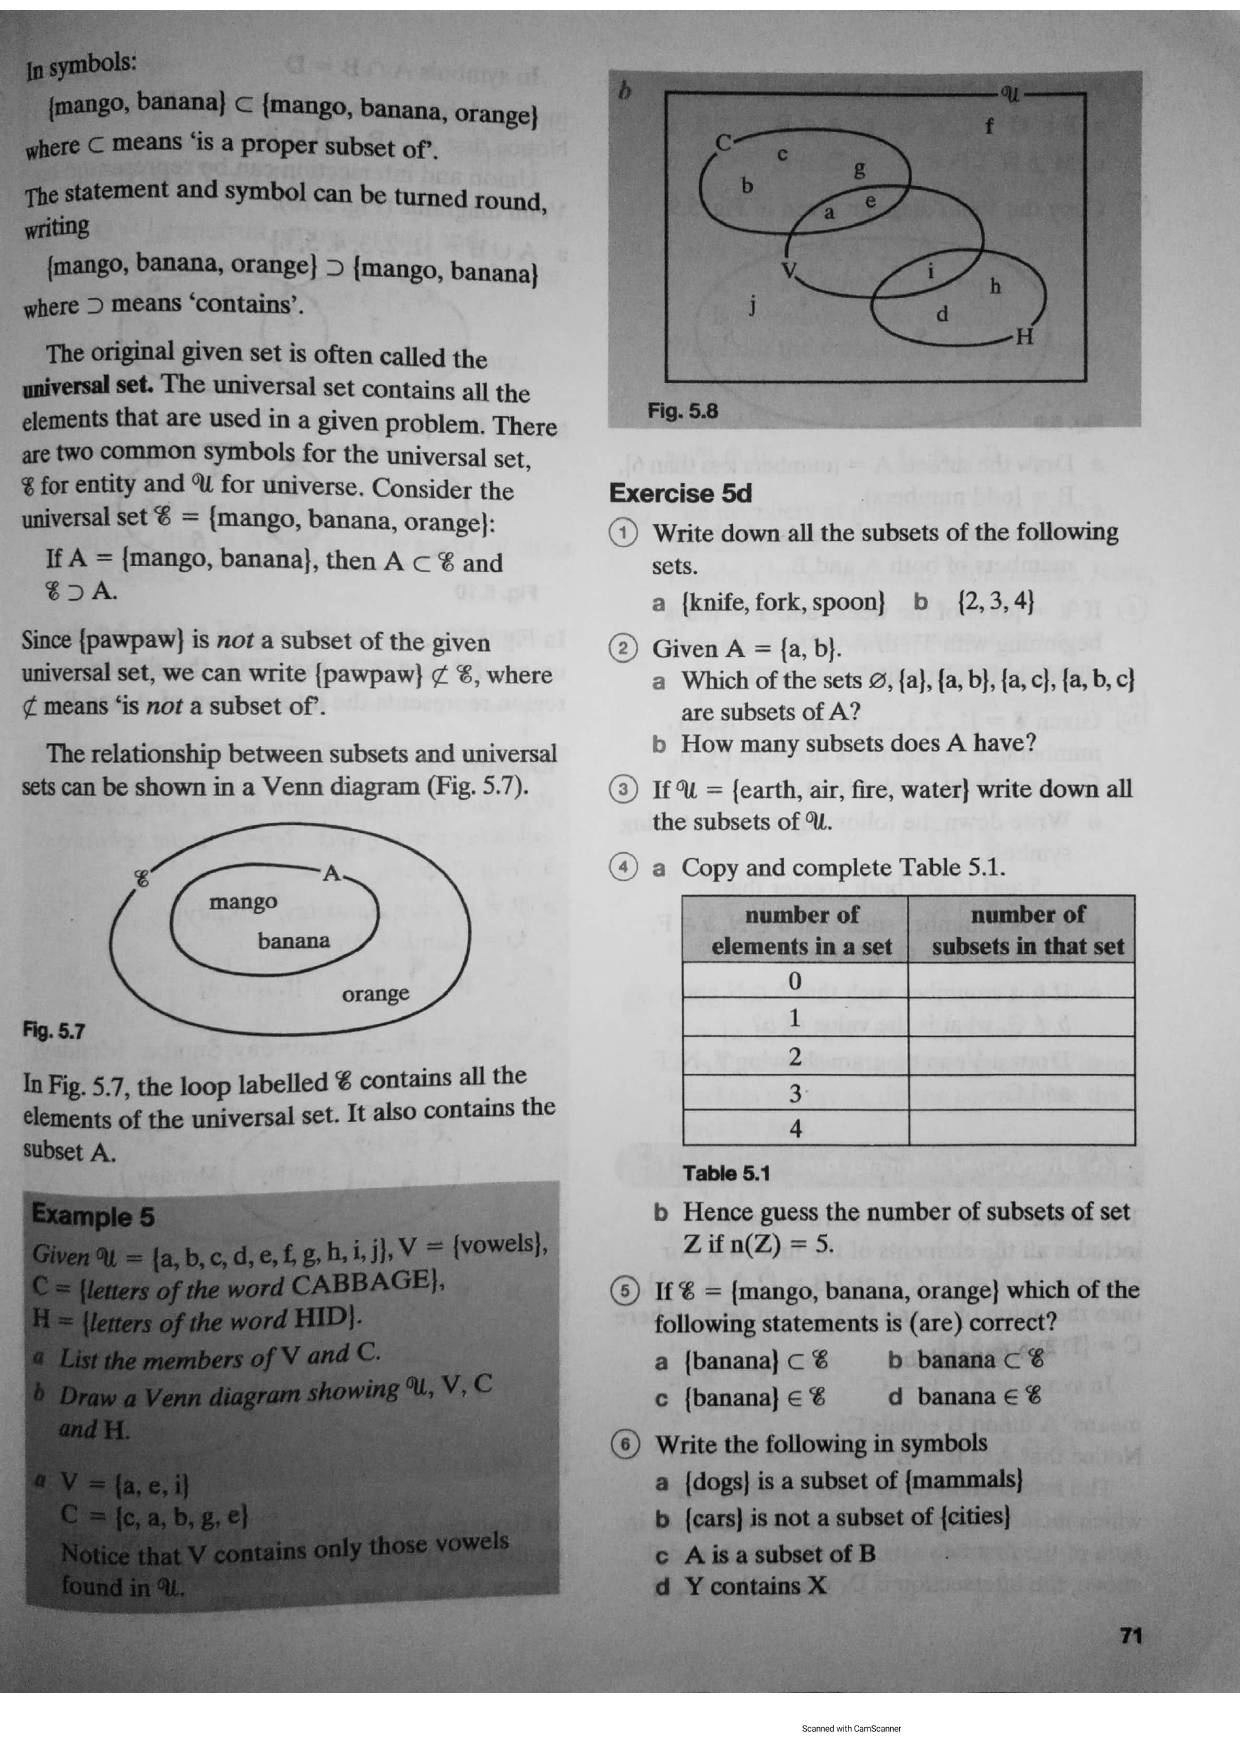 In symbols:
{mango, banana} ⊂ {mango, banana, orange}
where ⊂ means ‘is a proper subset of’.
The statement and symbol can be turned round,
writing
{mango, banana, orange} ⊃ {mango, banana}
where ⊃ means ‘contains’.
The original given set is often called the
universal set. The universal set contains all the
elements that are used in a given problem. There
are two common symbols for the universal set,
ℰ for entity and 𝒰 for universe. Consider the
universal set ℰ = {mango, banana, orange}:
If A = {mango, banana}, then A ⊂ ℰ and
ℰ ⊃ A.
Since {pawpaw} is not a subset of the given
universal set, we can write {pawpaw} ⊄ ℰ, where
⊄ means ‘is not a subset of’.
The relationship between subsets and universal
sets can be shown in a Venn diagram (Fig. 5.7).
ℰ
A
mango
banana
orange
Fig. 5.7
In Fig. 5.7, the loop labelled ℰ contains all the
elements of the universal set. It also contains the
subset A.
Example 5
Given 𝒰 = {a, b, c, d, e, f, g, h, i, j}, V = {vowels},
C = {letters of the word CABBAGE},
H = {letters of the word HID}.
a List the members of V and C.
b Draw a Venn diagram showing 𝒰, V, C
and H.
a V = {a, e, i}
C = {c, a, b, g, e}
Notice that V contains only those vowels
found in 𝒰.
b
𝒰
f
C
c
g
b
e
a
V
i
h
j
d
H
Fig. 5.8
Exercise 5d
1 Write down all the subsets of the following
sets.
a {knife, fork, spoon} b {2, 3, 4}
2 Given A = {a, b}.
a Which of the sets ∅, {a}, {a, b}, {a, c}, {a, b, c}
are subsets of A?
b How many subsets does A have?
3 If 𝒰 = {earth, air, fire, water} write down all
the subsets of 𝒰.
4 a Copy and complete Table 5.1.
number of number of
elements in a set subsets in that set
0
1
2
3
4
Table 5.1
b Hence guess the number of subsets of set
Z if n(Z) = 5.
5 If ℰ = {mango, banana, orange} which of the
following statements is (are) correct?
a {banana} ⊂ ℰ b banana ⊂ ℰ
c {banana} ∈ ℰ d banana ∈ ℰ
6 Write the following in symbols
a {dogs} is a subset of {mammals}
b {cars} is not a subset of {cities}
c A is a subset of B
d Y contains X
71
Scanned with CamScanner